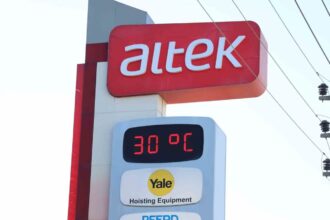 altek
30 °C
Yale
Hoisting Equipment